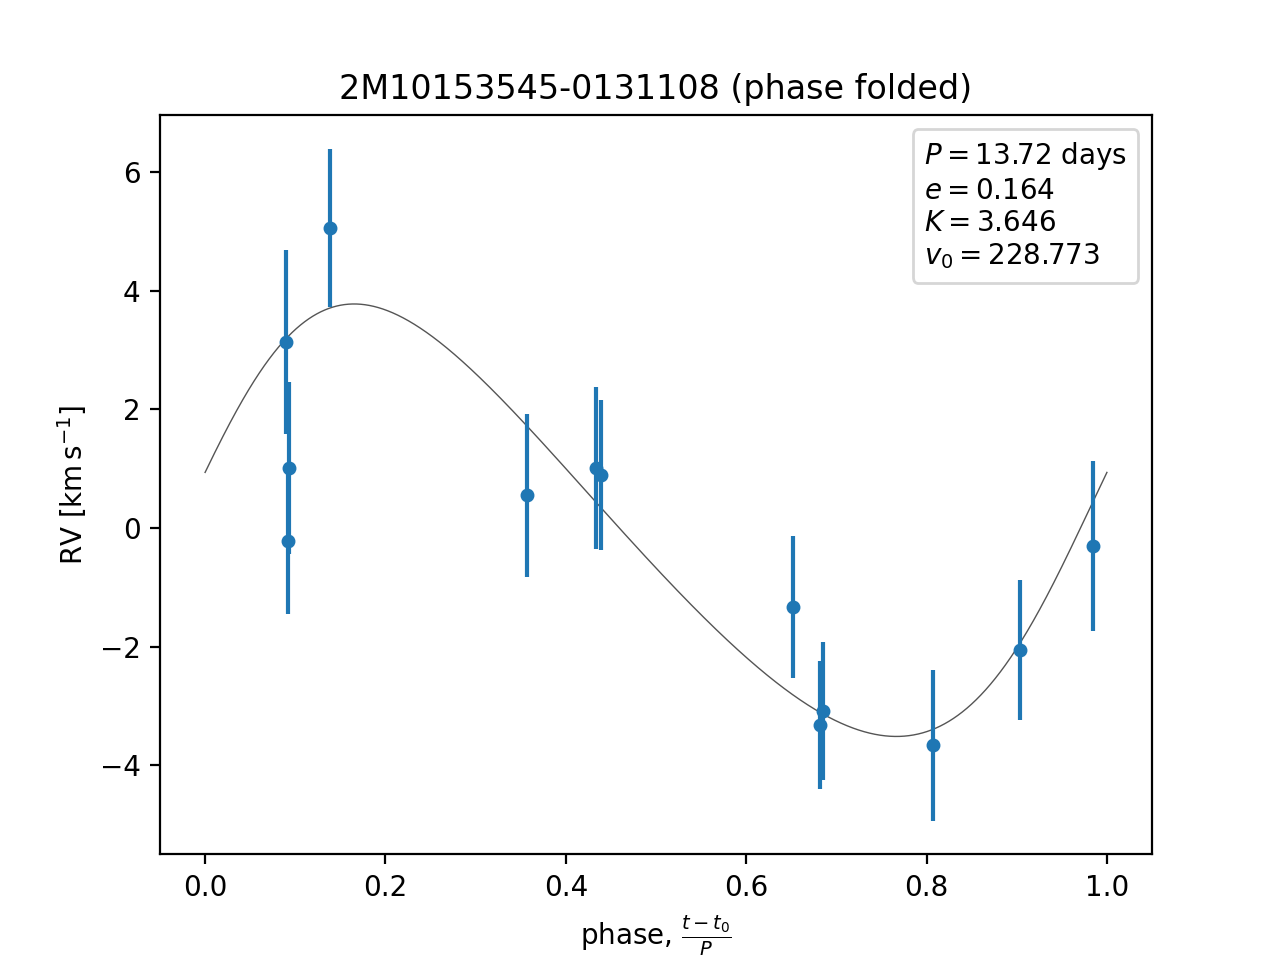 2M10153545-0131108 (phase folded)
P = 13.72 days
e = 0.164
K = 3.646
v₀ = 228.773
RV [km s⁻¹]
6
4
2
0
−2
−4
0.0 0.2 0.4 0.6 0.8 1.0
phase, (t − t₀)/P